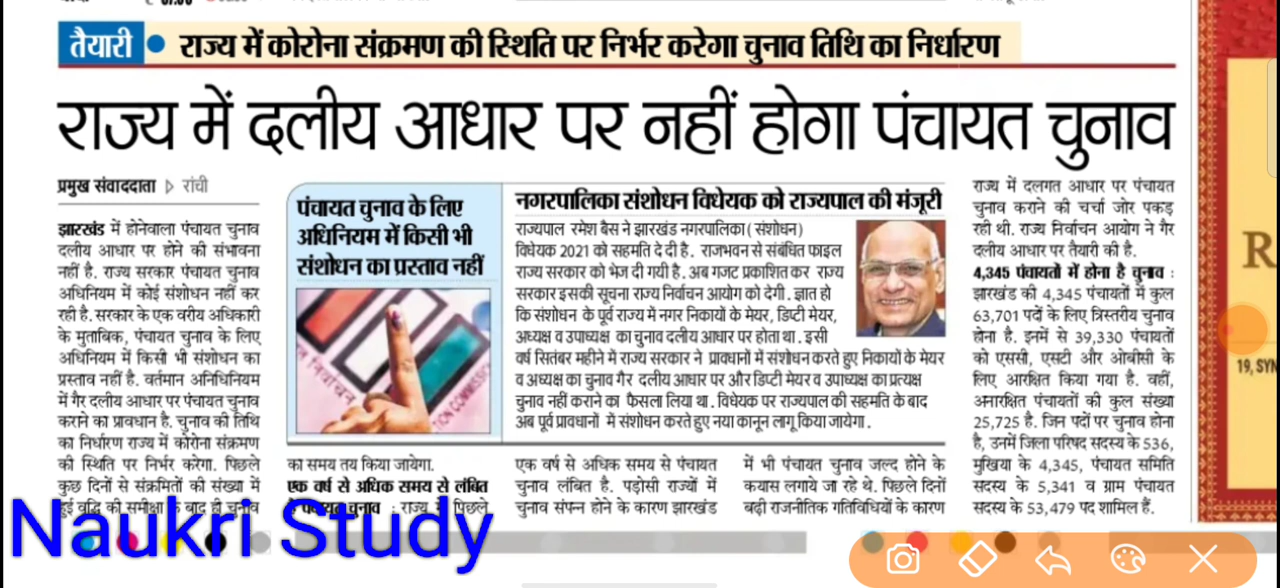 तैयारी
राज्य में कोरोना संक्रमण की स्थिति पर निर्भर करेगा चुनाव तिथि का निर्धारण
राज्य में दलीय आधार पर नहीं होगा पंचायत चुनाव
प्रमुख संवाददाता ▷ रांची
झारखंड में होनेवाला पंचायत चुनाव
दलीय आधार पर होने की संभावना
नहीं है. राज्य सरकार पंचायत चुनाव
अधिनियम में कोई संशोधन नहीं कर
रही है. सरकार के एक वरीय अधिकारी
के मुताबिक, पंचायत चुनाव के लिए
अधिनियम में किसी भी संशोधन का
प्रस्ताव नहीं है. वर्तमान अनिधिनियम
में गैर दलीय आधार पर पंचायत चुनाव
कराने का प्रावधान है. चुनाव की तिथि
का निर्धारण राज्य में कोरोना संक्रमण
की स्थिति पर निर्भर करेगा. पिछले
कुछ दिनों से संक्रमितों की संख्या में
हुई वृद्धि की समीक्षा के बाद ही चुनाव
पंचायत चुनाव के लिए
अधिनियम में किसी भी
संशोधन का प्रस्ताव नहीं
का समय तय किया जायेगा.
एक वर्ष से अधिक समय से लंबित
है पंचायत चुनाव : राज्य में पिछले
नगरपालिका संशोधन विधेयक को राज्यपाल की मंजूरी
राज्यपाल रमेश बैस ने झारखंड नगरपालिका (संशोधन)
विधेयक 2021 को सहमति दे दी है. राजभवन से संबंधित फाइल
राज्य सरकार को भेज दी गयी है. अब गजट प्रकाशित कर राज्य
सरकार इसकी सूचना राज्य निर्वाचन आयोग को देगी. ज्ञात हो
कि संशोधन के पूर्व राज्य में नगर निकायों के मेयर, डिप्टी मेयर,
अध्यक्ष व उपाध्यक्ष का चुनाव दलीय आधार पर होता था. इसी
वर्ष सितंबर महीने में राज्य सरकार ने प्रावधानों में संशोधन करते हुए निकायों के मेयर
व अध्यक्ष का चुनाव गैर दलीय आधार पर और डिप्टी मेयर व उपाध्यक्ष का प्रत्यक्ष
चुनाव नहीं कराने का फैसला लिया था. विधेयक पर राज्यपाल की सहमति के बाद
अब पूर्व प्रावधानों में संशोधन करते हुए नया कानून लागू किया जायेगा.
एक वर्ष से अधिक समय से पंचायत
चुनाव लंबित है. पड़ोसी राज्यों में
चुनाव संपन्न होने के कारण झारखंड
में भी पंचायत चुनाव जल्द होने के
कयास लगाये जा रहे थे. पिछले दिनों
बढ़ी राजनीतिक गतिविधियों के कारण
राज्य में दलगत आधार पर पंचायत
चुनाव कराने की चर्चा जोर पकड़
रही थी. राज्य निर्वाचन आयोग ने गैर
दलीय आधार पर तैयारी की है.
4,345 पंचायतों में होना है चुनाव :
झारखंड की 4,345 पंचायतों में कुल
63,701 पदों के लिए त्रिस्तरीय चुनाव
होना है. इनमें से 39,330 पंचायतों
को एससी, एसटी और ओबीसी के
लिए आरक्षित किया गया है. वहीं,
अनारक्षित पंचायतों की कुल संख्या
25,725 है. जिन पदों पर चुनाव होना
है, उनमें जिला परिषद सदस्य के 536,
मुखिया के 4,345, पंचायत समिति
सदस्य के 5,341 व ग्राम पंचायत
सदस्य के 53,479 पद शामिल हैं.
R
19, SYN
Naukri Study